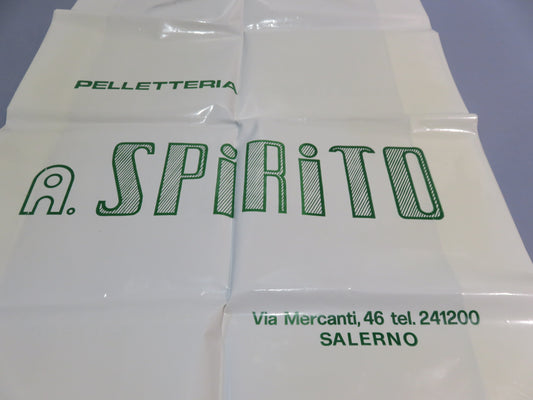 PELLETTERIA
A. SPiRiTO
Via Mercanti, 46 tel. 241200
SALERNO